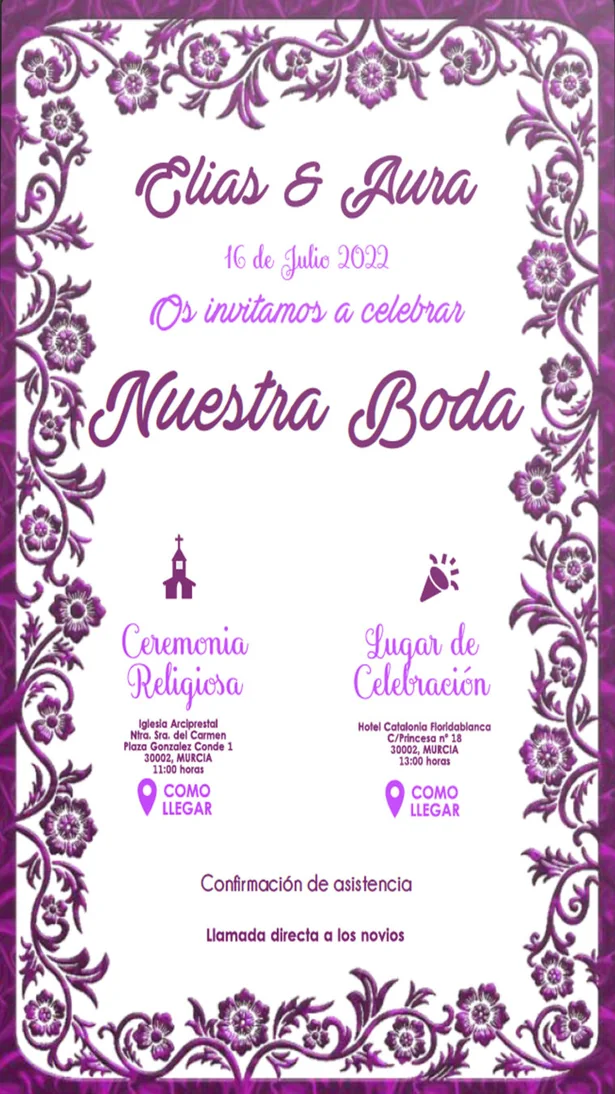 Elias & Aura
16 de Julio 2022
Os invitamos a celebrar
Nuestra Boda
Ceremonia
Religiosa
Iglesia Arciprestal
Ntra. Sra. del Carmen
Plaza Gonzalez Conde 1
30002, MURCIA
11:00 horas
COMO
LLEGAR
Lugar de
Celebración
Hotel Catalonia Floridablanca
C/Princesa nº 18
30002, MURCIA
13:00 horas
COMO
LLEGAR
Confirmación de asistencia
Llamada directa a los novios